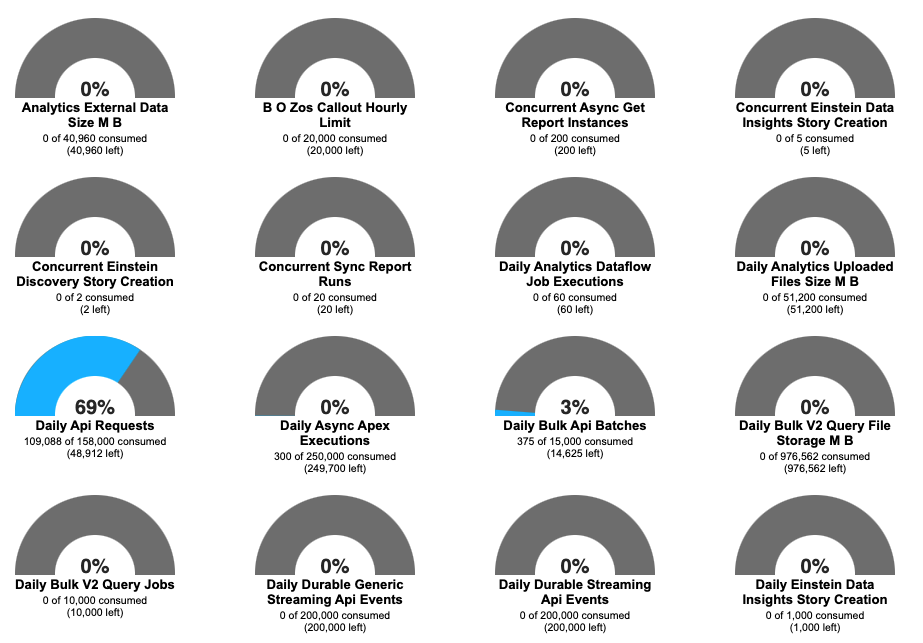 0%
Analytics External Data
Size M B
0 of 40,960 consumed
(40,960 left)
0%
B O Zos Callout Hourly
Limit
0 of 20,000 consumed
(20,000 left)
0%
Concurrent Async Get
Report Instances
0 of 200 consumed
(200 left)
0%
Concurrent Einstein Data
Insights Story Creation
0 of 5 consumed
(5 left)
0%
Concurrent Einstein
Discovery Story Creation
0 of 2 consumed
(2 left)
0%
Concurrent Sync Report
Runs
0 of 20 consumed
(20 left)
0%
Daily Analytics Dataflow
Job Executions
0 of 60 consumed
(60 left)
0%
Daily Analytics Uploaded
Files Size M B
0 of 51,200 consumed
(51,200 left)
69%
Daily Api Requests
109,088 of 158,000 consumed
(48,912 left)
0%
Daily Async Apex
Executions
300 of 250,000 consumed
(249,700 left)
3%
Daily Bulk Api Batches
375 of 15,000 consumed
(14,625 left)
0%
Daily Bulk V2 Query File
Storage M B
0 of 976,562 consumed
(976,562 left)
0%
Daily Bulk V2 Query Jobs
0 of 10,000 consumed
(10,000 left)
0%
Daily Durable Generic
Streaming Api Events
0 of 200,000 consumed
(200,000 left)
0%
Daily Durable Streaming
Api Events
0 of 200,000 consumed
(200,000 left)
0%
Daily Einstein Data
Insights Story Creation
0 of 1,000 consumed
(1,000 left)